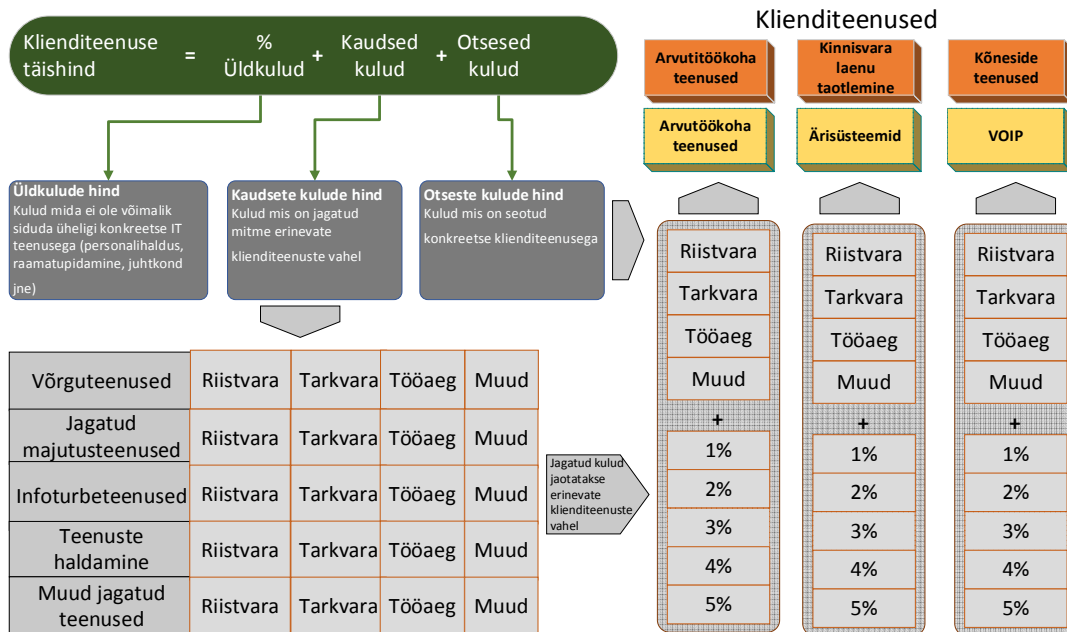 Klienditeenuse täishind = % Üldkulud + Kaudsed kulud + Otsesed kulud
Üldkulude hind
Kulud mida ei ole võimalik
siduda üheligi konkreetse IT
teenusega (personalihaldus,
raamatupidamine, juhtkond
jne)
Kaudsete kulude hind
Kulud mis on jagatud
mitme erinevate
klienditeenuste vahel
Otseste kulude hind
Kulud mis on seotud
konkreetse klienditeenusega
Võrguteenused Riistvara Tarkvara Tööaeg Muud
Jagatud majutusteenused Riistvara Tarkvara Tööaeg Muud
Infoturbeteenused Riistvara Tarkvara Tööaeg Muud
Teenuste haldamine Riistvara Tarkvara Tööaeg Muud
Muud jagatud teenused Riistvara Tarkvara Tööaeg Muud
Jagatud kulud
jaotatakse
erinevate
klienditeenuste
vahel
Klienditeenused
Arvutitöökoha
teenused
Arvutöökoha
teenused
Riistvara
Tarkvara
Tööaeg
Muud
+
1%
2%
3%
4%
5%
Kinnisvara
laenu
taotlemine
Ärisüsteemid
Riistvara
Tarkvara
Tööaeg
Muud
+
1%
2%
3%
4%
5%
Kõneside
teenused
VOIP
Riistvara
Tarkvara
Tööaeg
Muud
+
1%
2%
3%
4%
5%